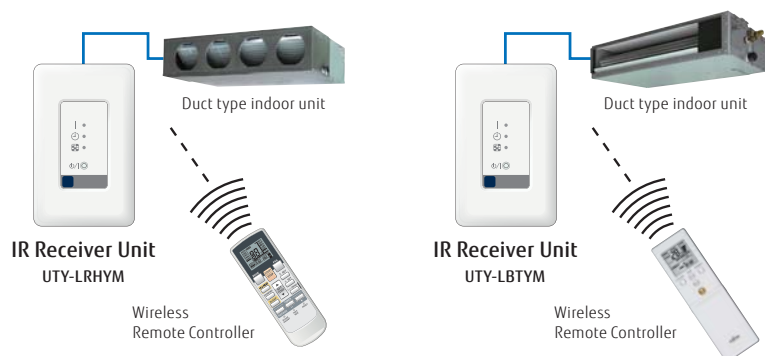 Duct type indoor unit
IR Receiver Unit
UTY-LRHYM
Wireless
Remote Controller
Duct type indoor unit
IR Receiver Unit
UTY-LBTYM
Wireless
Remote Controller